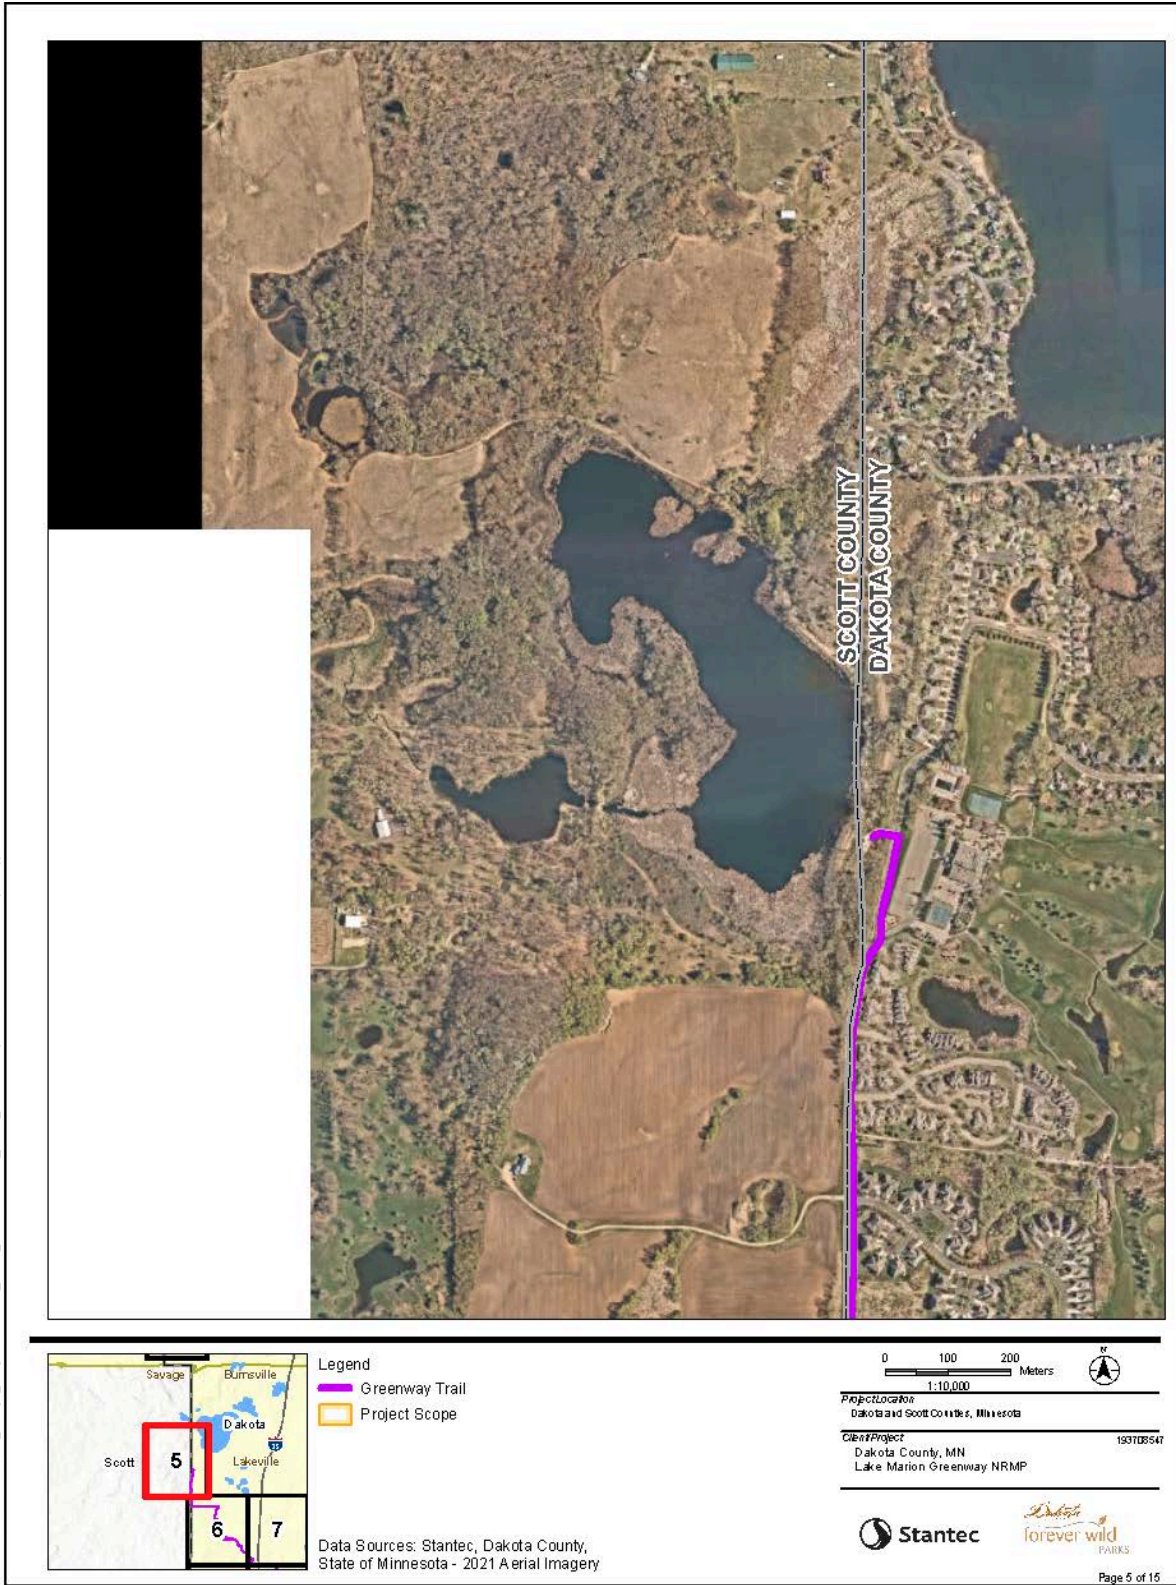 SCOTT COUNTY
DAKOTA COUNTY
Savage
Burnsville
Dakota
35
Scott
5
Lakeville
6
7
Legend
Greenway Trail
Project Scope
Data Sources: Stantec, Dakota County,
State of Minnesota - 2021 Aerial Imagery
0 100 200
Meters
1:10,000
N
Project Location
Dakota and Scott Counties, Minnesota
Client/Project
193708547
Dakota County, MN
Lake Marion Greenway NRMP
Stantec
Dakota
forever wild
PARKS
Page 5 of 15